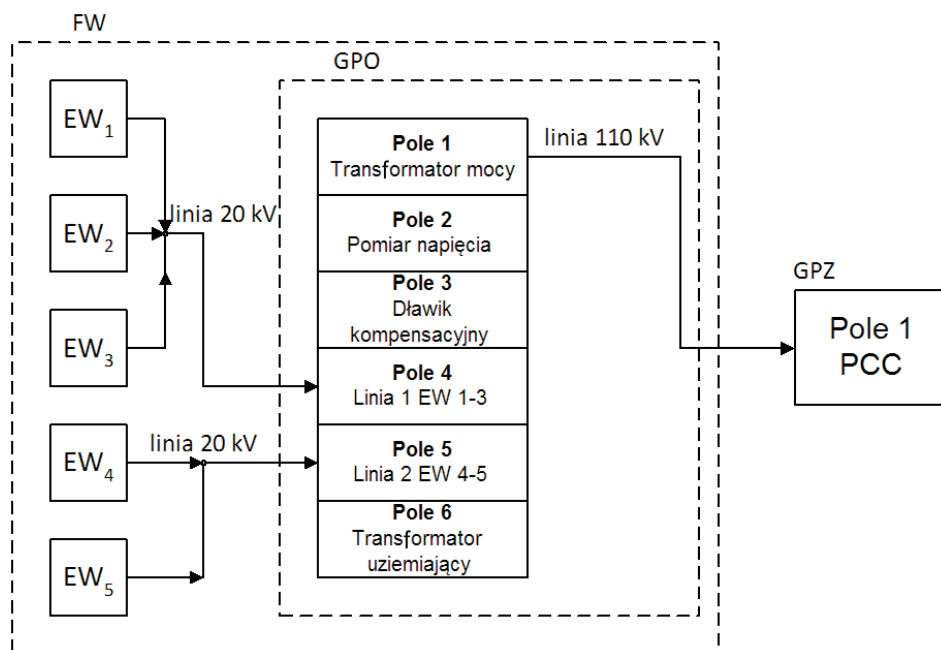 FW
GPO
EW1
EW2
EW3
EW4
EW5
linia 20 kV
linia 20 kV
Pole 1
Transformator mocy
Pole 2
Pomiar napięcia
Pole 3
Dławik
kompensacyjny
Pole 4
Linia 1 EW 1-3
Pole 5
Linia 2 EW 4-5
Pole 6
Transformator
uziemiający
linia 110 kV
GPZ
Pole 1
PCC